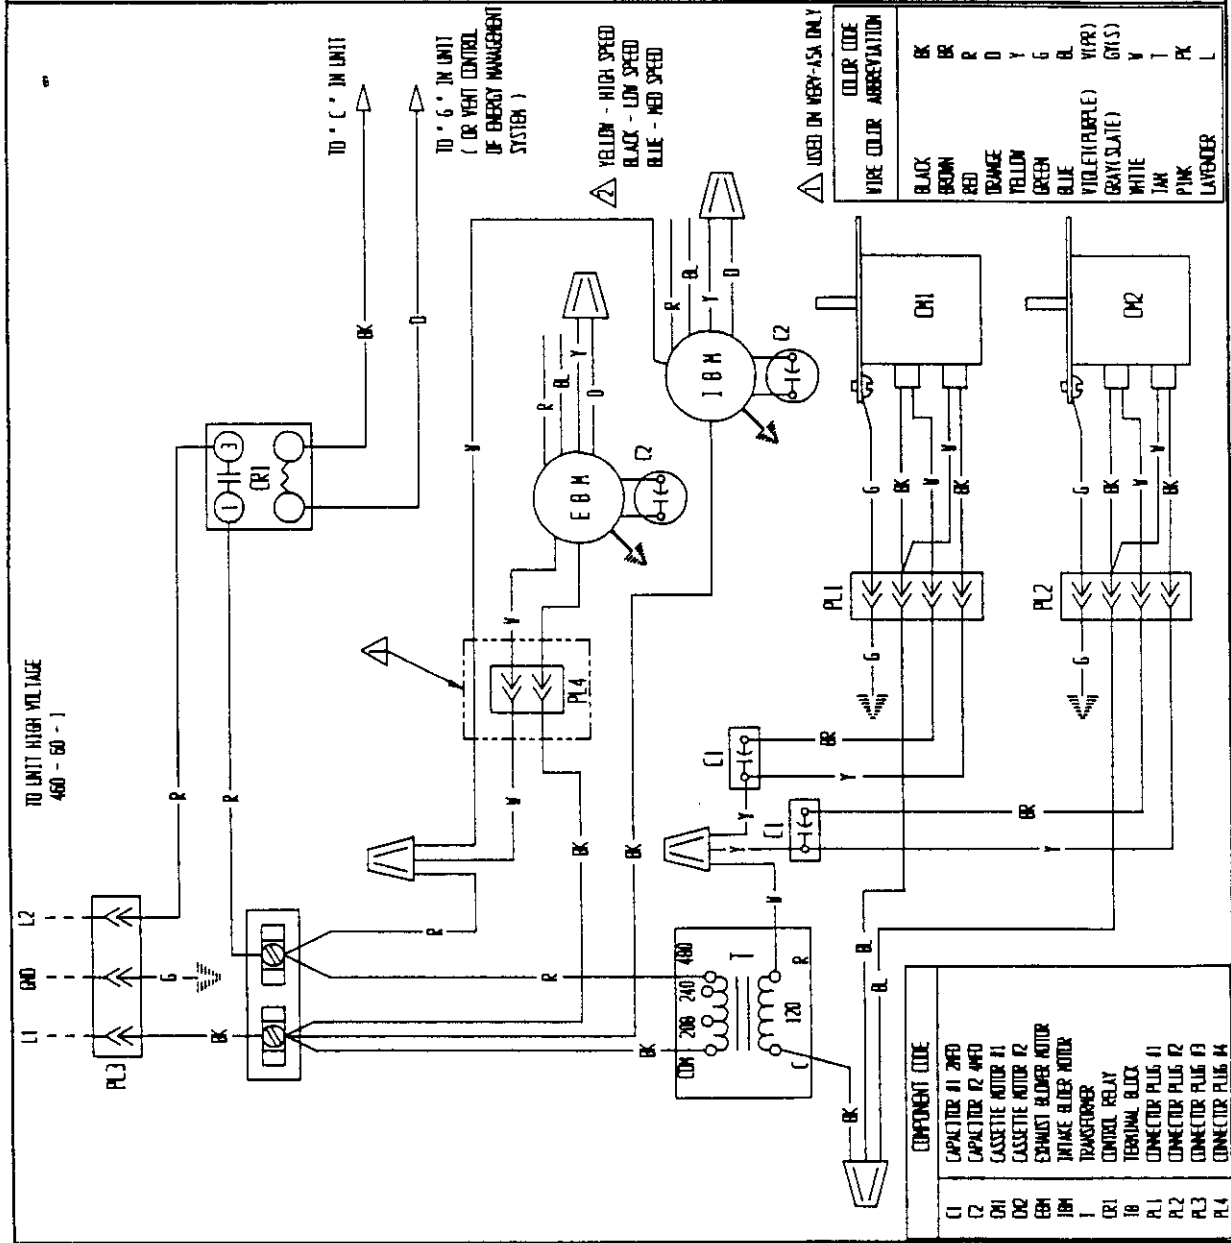 TO UNIT HIGH VOLTAGE
460 - 60 - 1
L1
GND
L2
PL3
BK
G
R
R
1
3
CR1
BK
O
TO "C" IN UNIT
TO "G" IN UNIT
( OR VENT CONTROL
OF ENERGY MANAGEMENT
SYSTEM )
2
YELLOW - HIGH SPEED
BLACK - LOW SPEED
BLUE - MED SPEED
1
USED ON WERV-A5A ONLY
COLOR CODE
WIRE COLOR ABBREVIATION
BLACK BK
BROWN BR
RED R
ORANGE O
YELLOW Y
GREEN G
BLUE BL
VIOLET(PURPLE) V(PR)
GRAY(SLATE) GY(S)
WHITE W
TAN T
PINK PK
LAVENDER L
1
PL4
W
W
BK
BK
W
R
R
BK
EBM
R
BL
Y
O
C2
IBM
R
BL
Y
O
C2
COM
208
240
480
T
120
C
R
W
BK
BL
BL
C1
Y
BR
Y
C1
Y
BR
Y
PL1
G
G
BK
W
W
BK
CM1
PL2
G
G
BK
W
W
BK
CM2
COMPONENT CODE
C1 CAPACITOR #1 2MFD
C2 CAPACITOR #2 4MFD
CM1 CASSETTE MOTOR #1
CM2 CASSETTE MOTOR #2
EBM EXHAUST BLOWER MOTOR
IBM INTAKE BLOER MOTOR
T TRANSFORMER
CR1 CONTROL RELAY
TB TERMINAL BLOCK
PL1 CONNECTOR PLUG #1
PL2 CONNECTOR PLUG #2
PL3 CONNECTOR PLUG #3
PL4 CONNECTOR PLUG #4